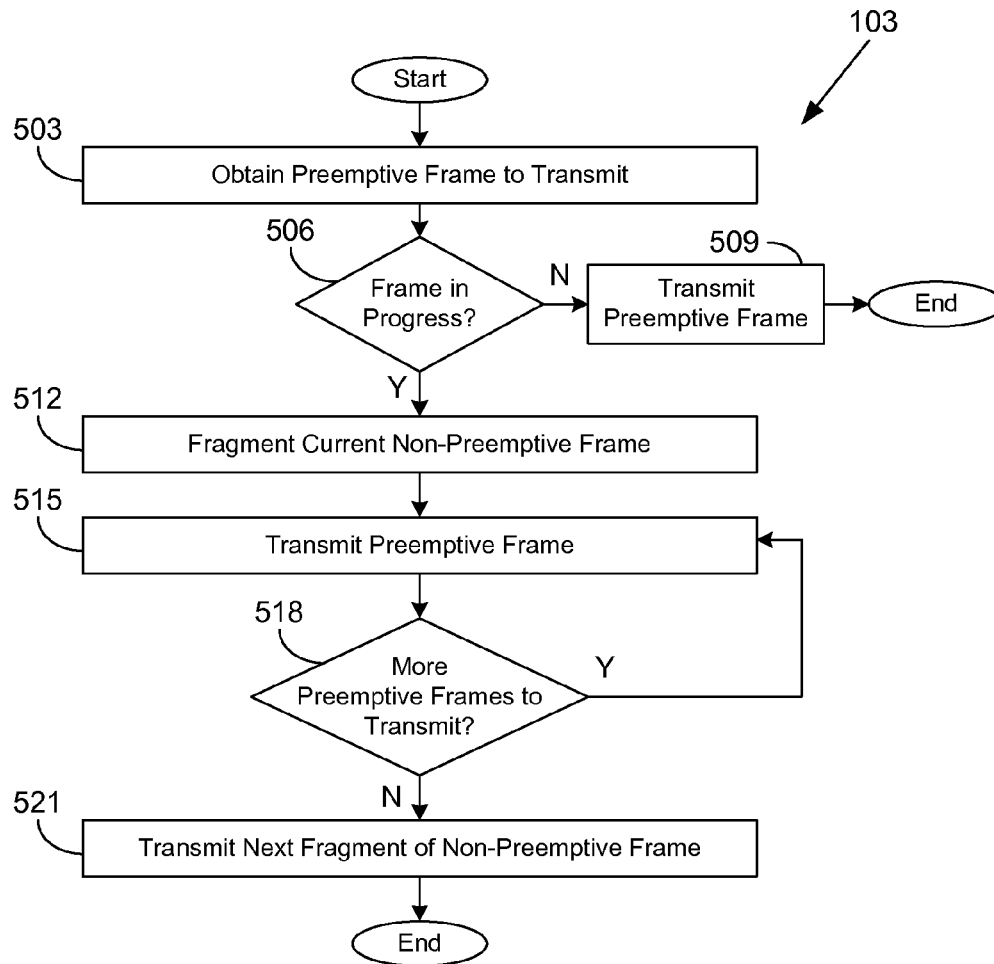 103
Start
503
Obtain Preemptive Frame to Transmit
506
Frame in
Progress?
N
509
Transmit
Preemptive Frame
End
Y
512
Fragment Current Non-Preemptive Frame
515
Transmit Preemptive Frame
518
More
Preemptive Frames to
Transmit?
Y
N
521
Transmit Next Fragment of Non-Preemptive Frame
End